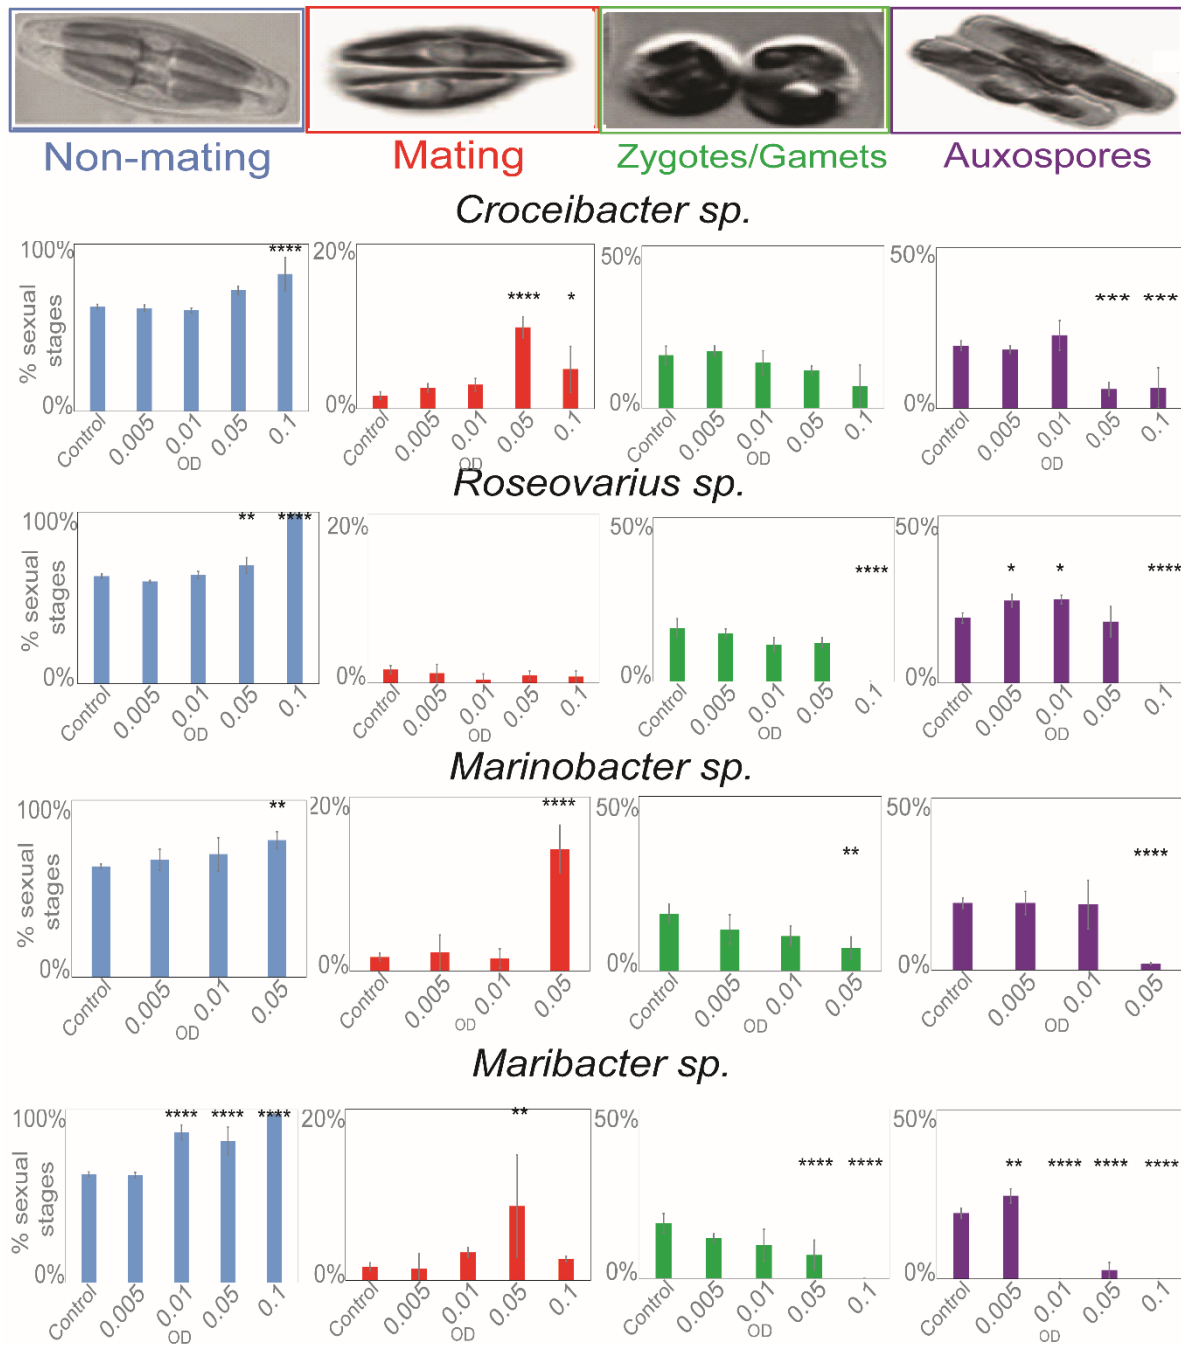 Non-mating Mating Zygotes/Gamets Auxospores
Croceibacter sp.
100% **** 20% **** * 50% 50% *** ***
% sexual stages
0% 0% 0% 0%
Control 0.005 0.01 0.05 0.1 Control 0.005 0.01 0.05 0.1 Control 0.005 0.01 0.05 0.1 Control 0.005 0.01 0.05 0.1
OD OD OD OD
Roseovarius sp.
100% ** **** 20% 50% **** 50% * * ****
% sexual stages
0% 0% 0% 0%
Control 0.005 0.01 0.05 0.1 Control 0.005 0.01 0.05 0.1 Control 0.005 0.01 0.05 0.1 Control 0.005 0.01 0.05 0.1
OD OD OD OD
Marinobacter sp.
100% ** 20% **** 50% ** 50% ****
% sexual stages
0% 0% 0% 0%
Control 0.005 0.01 0.05 Control 0.005 0.01 0.05 Control 0.005 0.01 0.05 Control 0.005 0.01 0.05
OD OD OD OD
Maribacter sp.
100% **** **** **** 20% ** 50% **** **** 50% ** **** **** ****
% sexual stages
0% 0% 0% 0%
Control 0.005 0.01 0.05 0.1 Control 0.005 0.01 0.05 0.1 Control 0.005 0.01 0.05 0.1 Control 0.005 0.01 0.05 0.1
OD OD OD OD